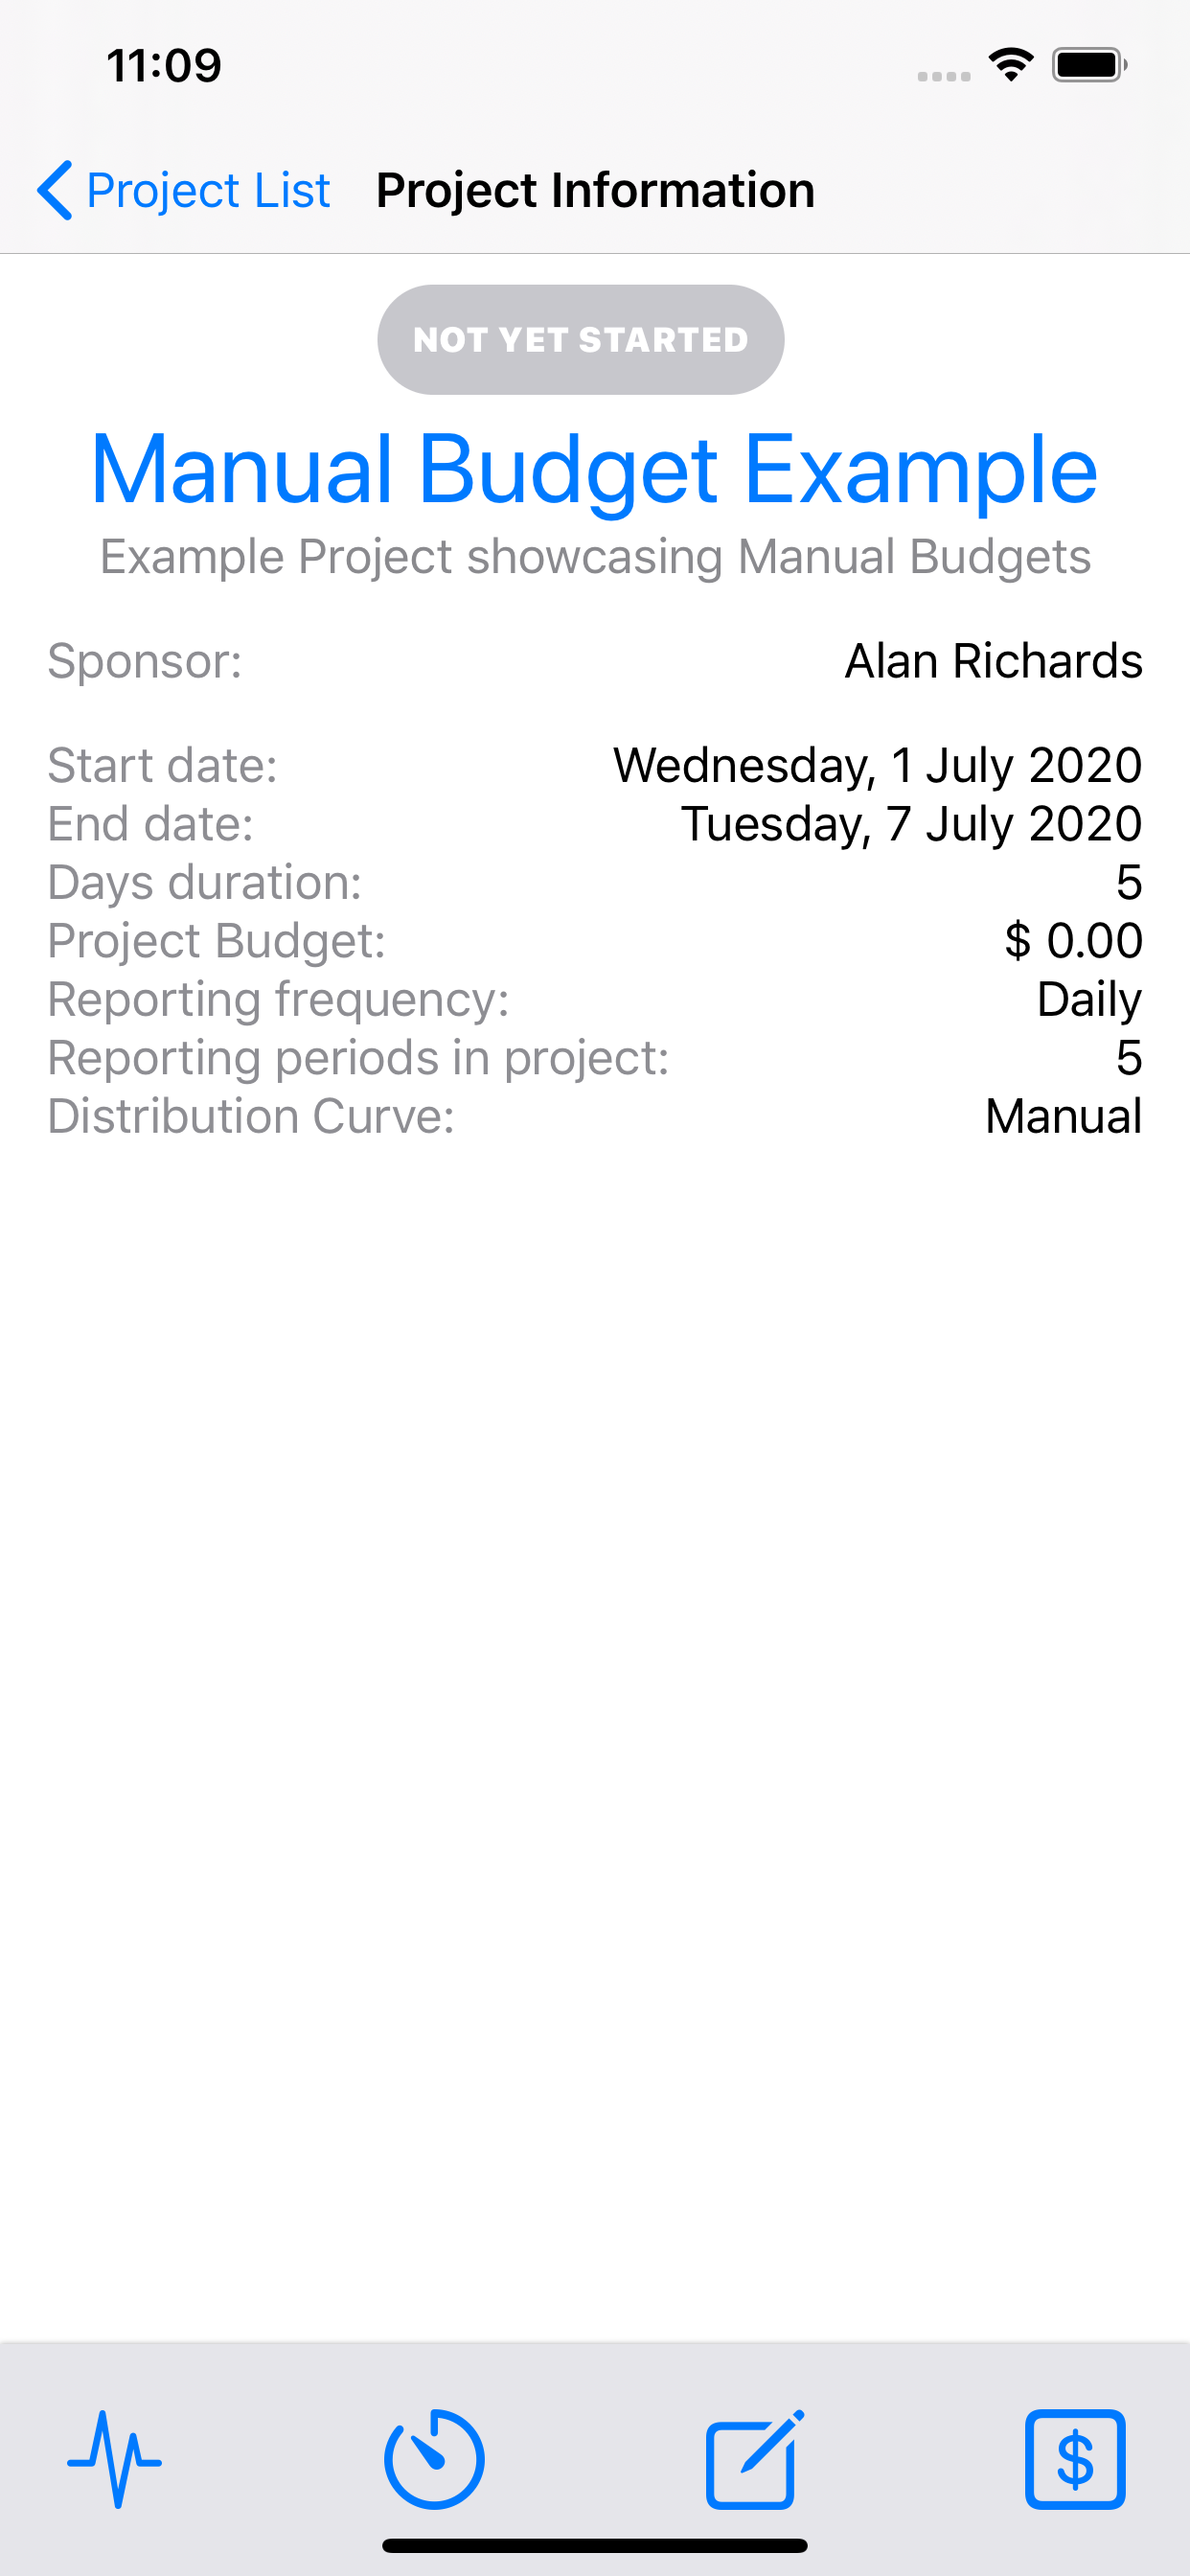 11:09
Project List Project Information
NOT YET STARTED
Manual Budget Example
Example Project showcasing Manual Budgets
Sponsor: Alan Richards
Start date: Wednesday, 1 July 2020
End date: Tuesday, 7 July 2020
Days duration: 5
Project Budget: $ 0.00
Reporting frequency: Daily
Reporting periods in project: 5
Distribution Curve: Manual
$